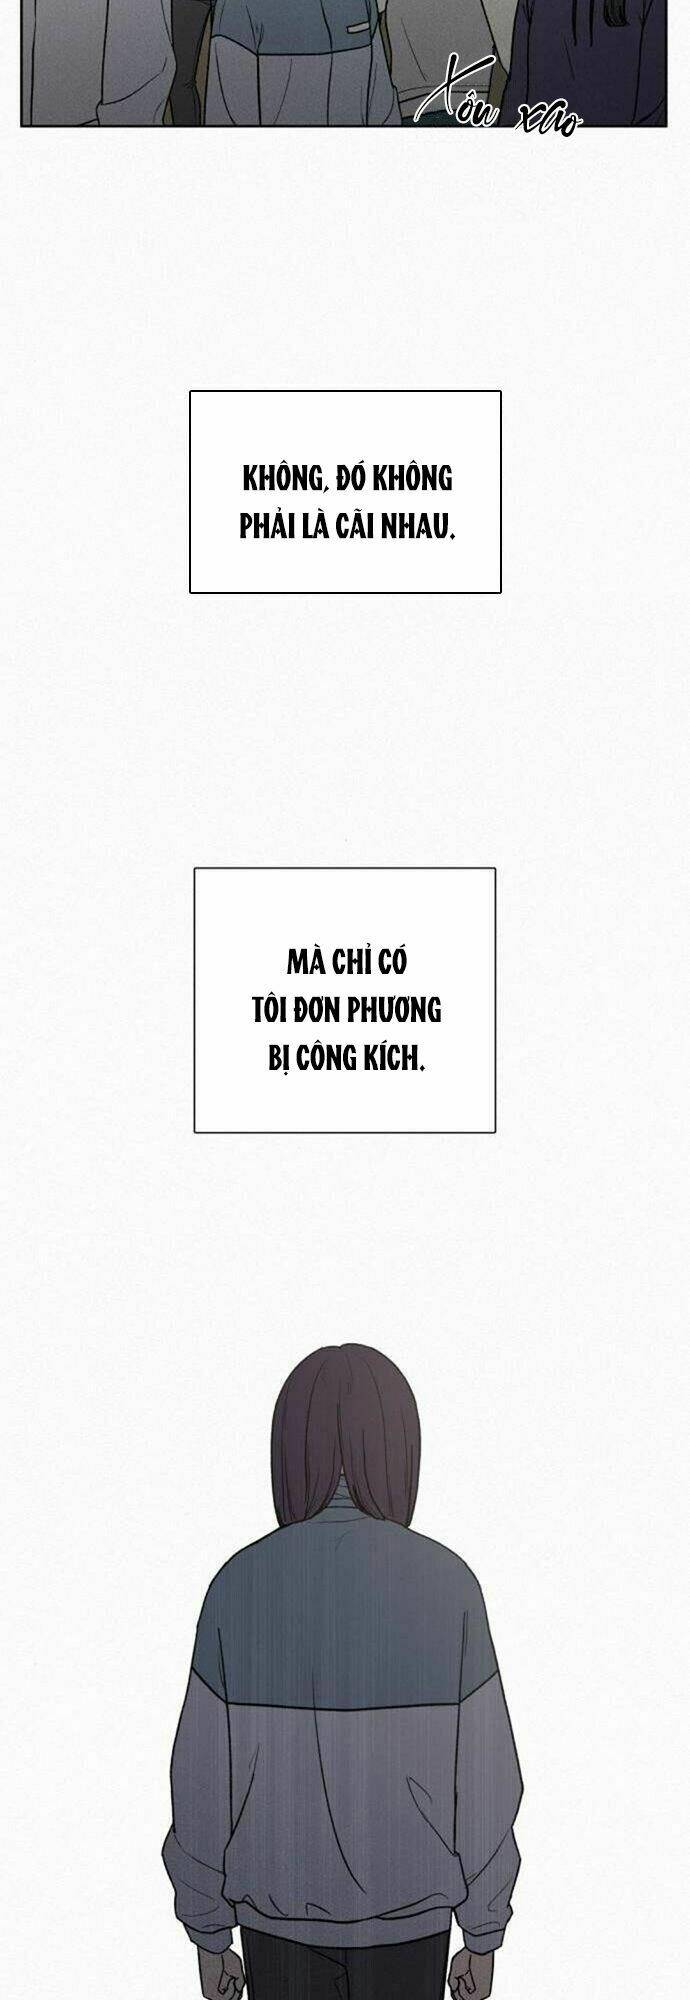 Xôn xao
KHÔNG, ĐÓ KHÔNG
PHẢI LÀ CÃI NHAU.
MÀ CHỈ CÓ
TÔI ĐƠN PHƯƠNG
BỊ CÔNG KÍCH.